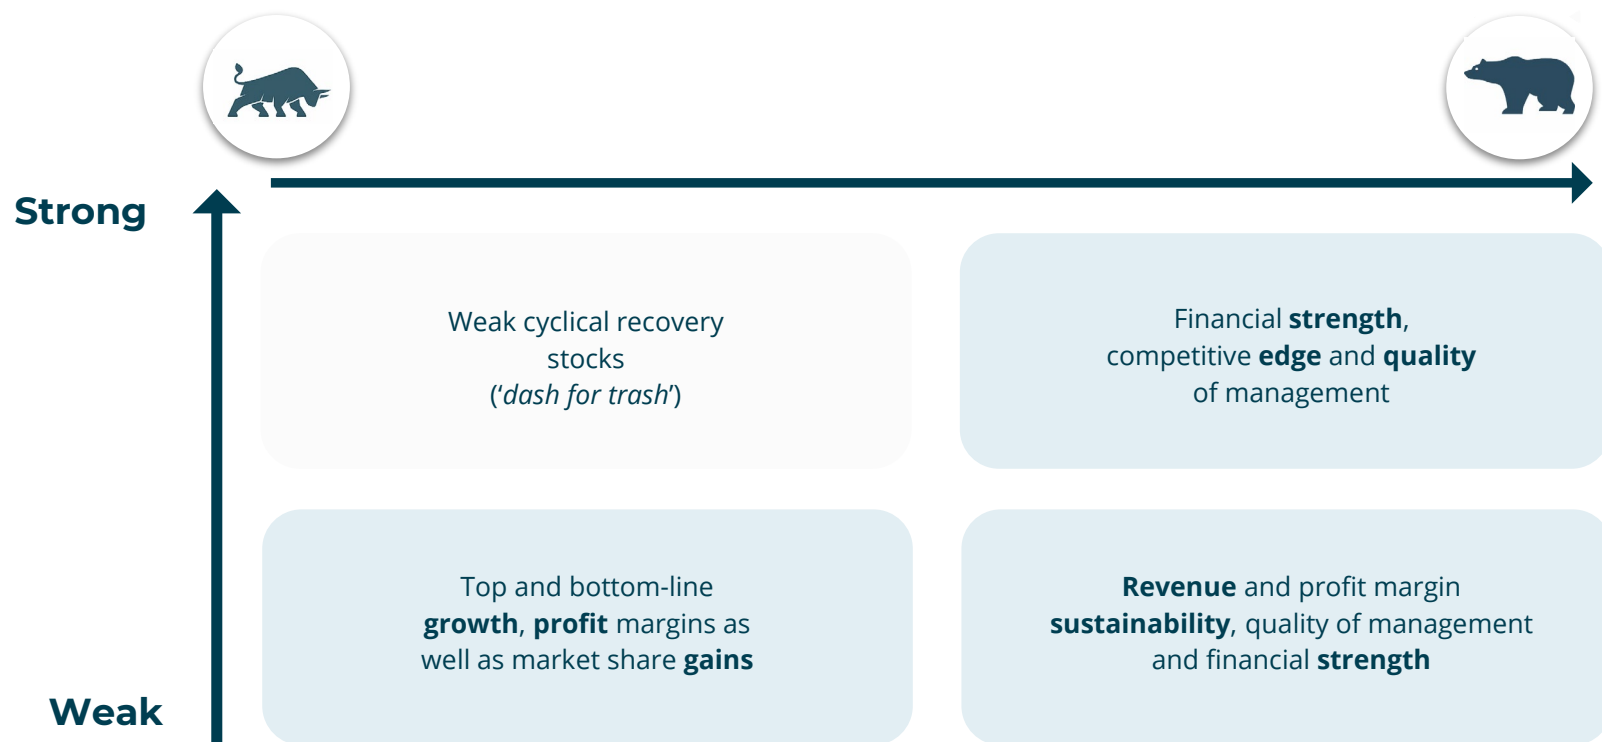 Strong
Weak cyclical recovery
stocks
(‘dash for trash’)
Financial strength,
competitive edge and quality
of management
Top and bottom-line
growth, profit margins as
well as market share gains
Revenue and profit margin
sustainability, quality of management
and financial strength
Weak